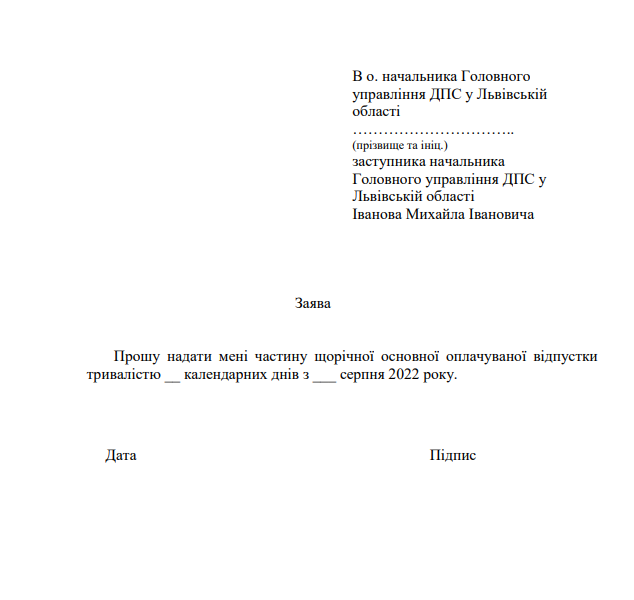 В о. начальника Головного
управління ДПС у Львівській
області
…………………………..
(прізвище та ініц.)
заступника начальника
Головного управління ДПС у
Львівській області
Іванова Михайла Івановича
Заява
Прошу надати мені частину щорічної основної оплачуваної відпустки
тривалістю __ календарних днів з ___ серпня 2022 року.
Дата Підпис